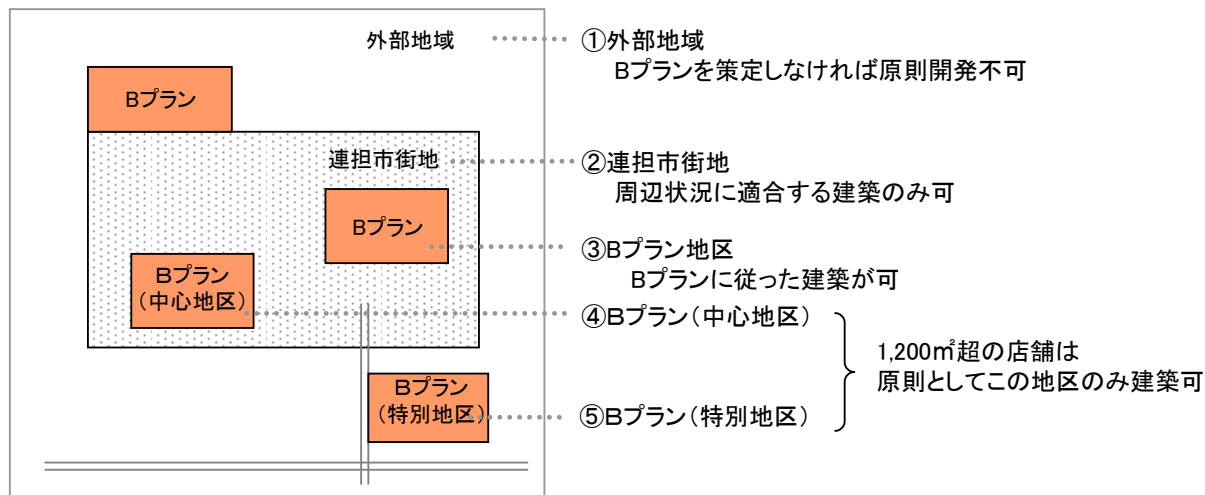 外部地域
Bプラン
連担市街地
Bプラン
Bプラン
(中心地区)
Bプラン
(特別地区)
①外部地域
Bプランを策定しなければ原則開発不可
②連担市街地
周辺状況に適合する建築のみ可
③Bプラン地区
Bプランに従った建築が可
④Bプラン(中心地区)
⑤Bプラン(特別地区)
1,200㎡超の店舗は
原則としてこの地区のみ建築可